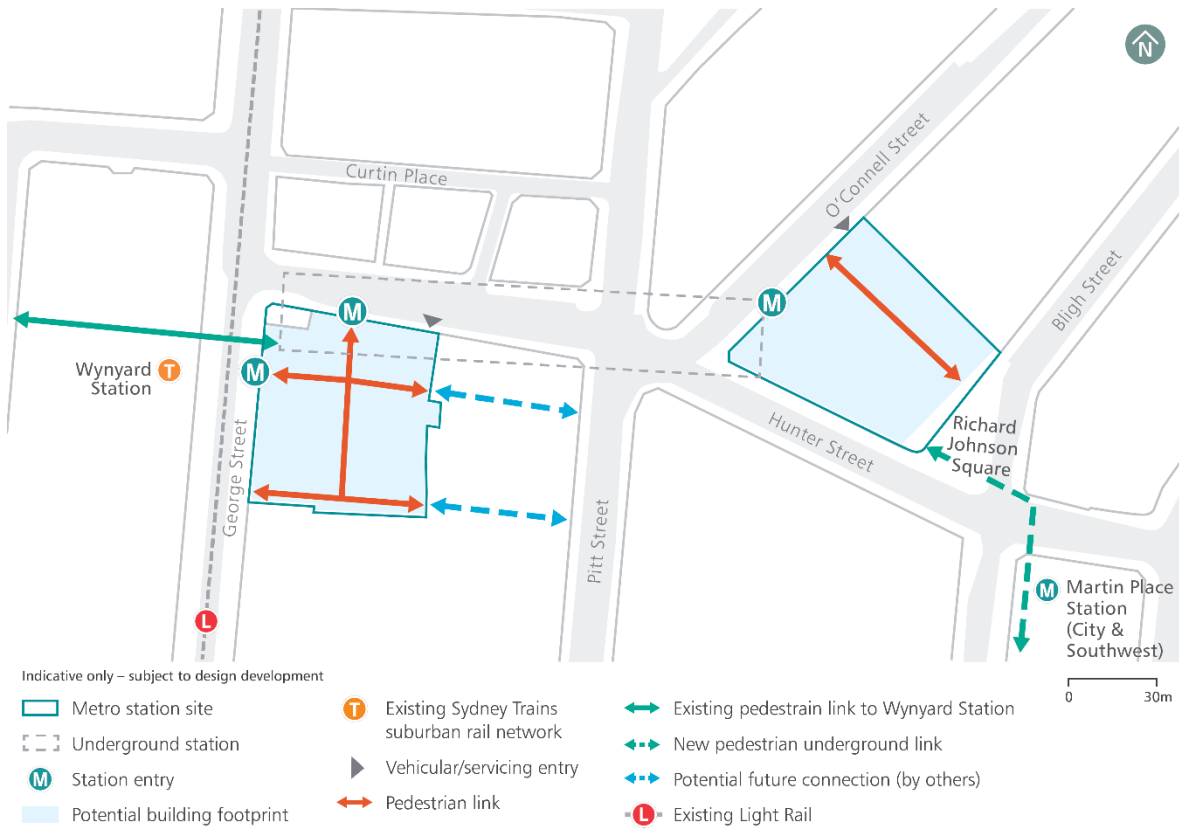 N
O'Connell Street
Curtin Place
Bligh Street
M
M
Wynyard
Station
T
M
George Street
Hunter Street
Richard
Johnson
Square
Pitt Street
M
Martin Place
Station
(City &
Southwest)
L
0 30m
Indicative only – subject to design development
Metro station site
Underground station
M Station entry
Potential building footprint
T Existing Sydney Trains
suburban rail network
Vehicular/servicing entry
Pedestrian link
Existing pedestrain link to Wynyard Station
New pedestrian underground link
Potential future connection (by others)
L Existing Light Rail